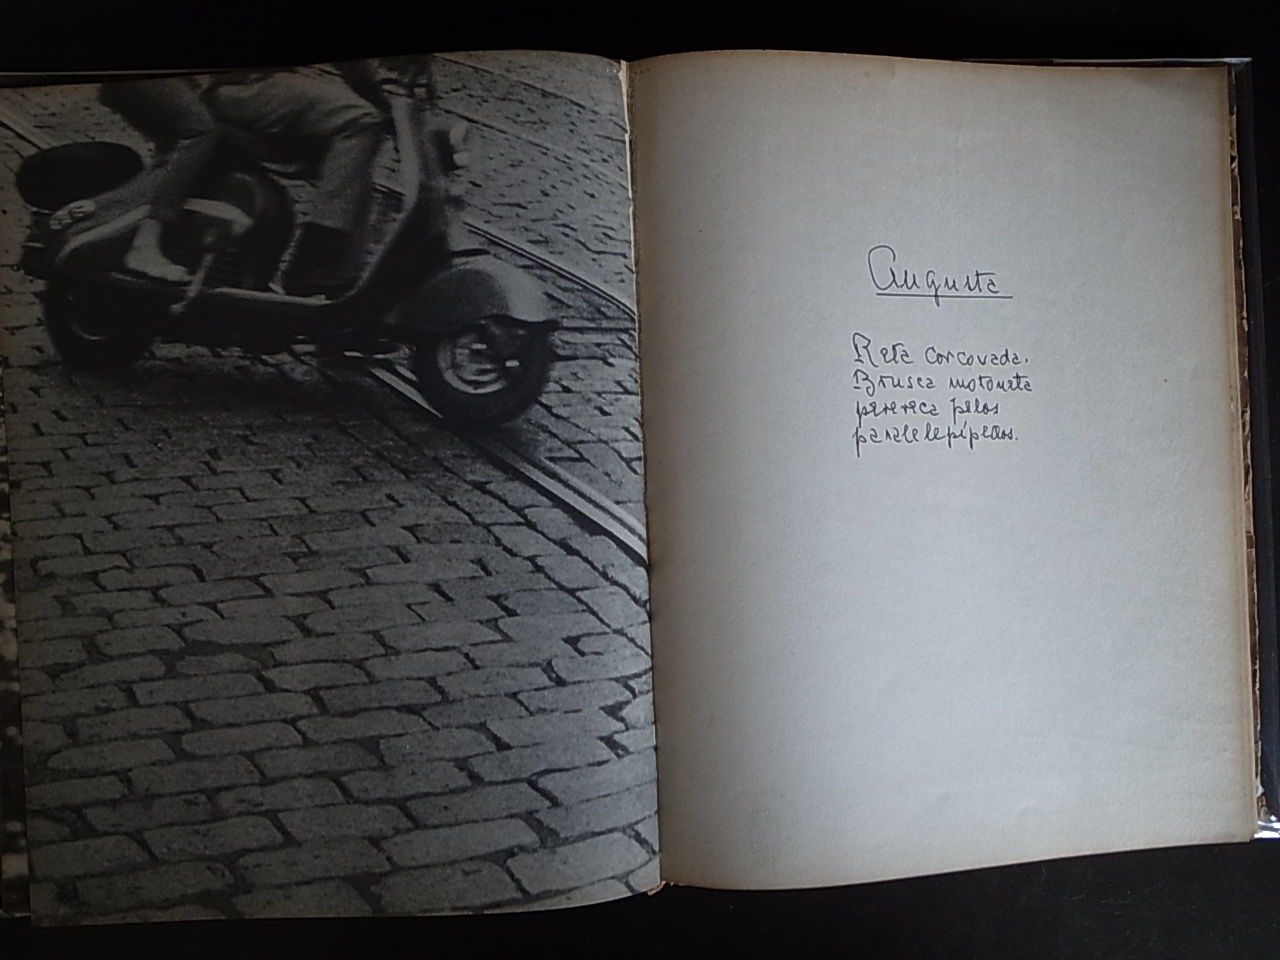 Augusta
Reta corcovada.
Brusca motoneta
perereca pelos
paralelepípedos.